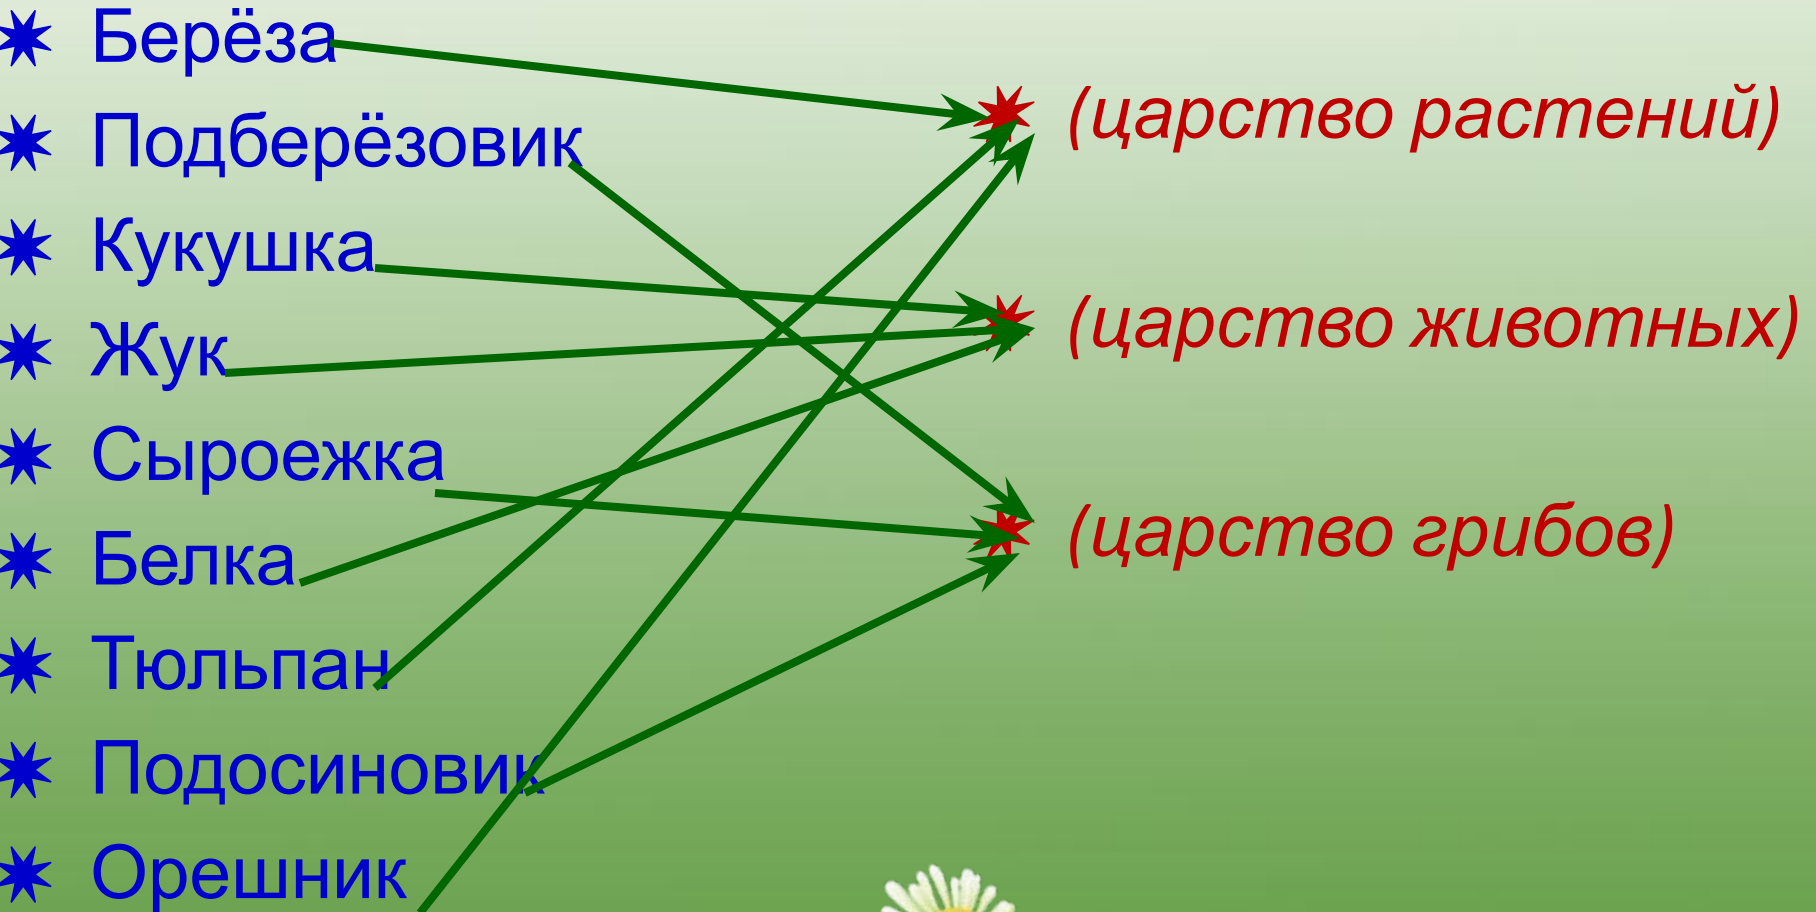 Берёза
Подберёзовик
Кукушка
Жук
Сыроежка
Белка
Тюльпан
Подосиновик
Орешник
(царство растений)
(царство животных)
(царство грибов)